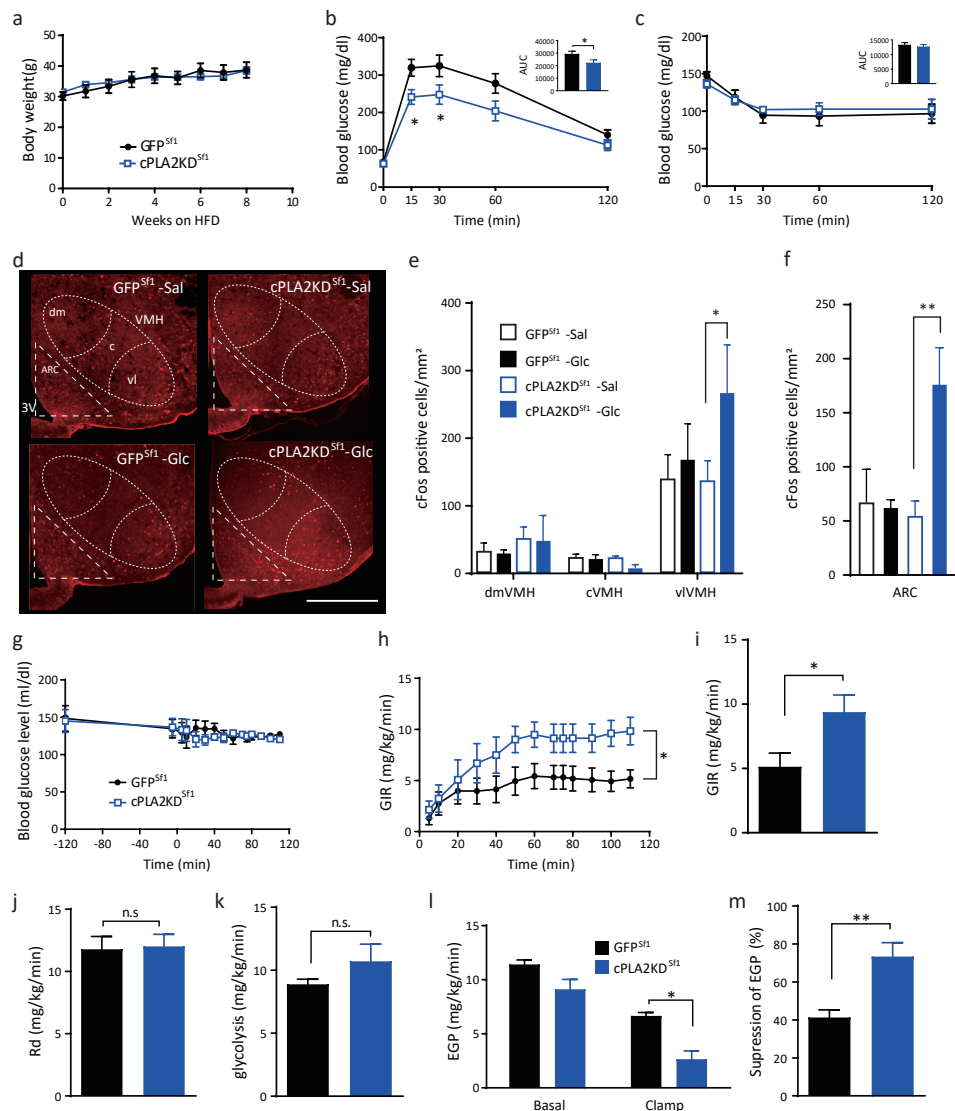 a
Body weight(g)
50
40
30
20
10
0
GFP^Sf1
cPLA2KD^Sf1
0 2 4 6 8 10
Weeks on HFD
b
Blood glucose (mg/dl)
400
300
200
100
0
* *
AUC
40000
30000
20000
10000
0
*
0 15 30 60 120
Time (min)
c
Blood glucose (mg/dl)
200
150
100
50
0
AUC
15000
10000
5000
0
0 15 30 60 120
Time (min)
d
GFP^Sf1 -Sal
dm
VMH
c
ARC
vl
3V
cPLA2KD^Sf1-Sal
GFP^Sf1 -Glc
cPLA2KD^Sf1-Glc
e
cFos positive cells/mm²
400
300
200
100
0
GFP^Sf1 -Sal
GFP^Sf1 -Glc
cPLA2KD^Sf1 -Sal
cPLA2KD^Sf1 -Glc
*
dmVMH cVMH vlVMH
f
cFos positive cells/mm²
250
200
150
100
50
0
**
ARC
g
Blood glucose level (ml/dl)
200
150
100
50
0
GFP^Sf1
cPLA2KD^Sf1
-120 -80 -40 0 40 80 120
Time (min)
h
GIR (mg/kg/min)
15
10
5
0
*
0 20 40 60 80 100 120
Time (min)
i
GIR (mg/kg/min)
15
10
5
0
*
j
Rd (mg/kg/min)
15
10
5
0
n.s
k
glycolysis (mg/kg/min)
15
10
5
0
n.s.
l
EGP (mg/kg/min)
15
10
5
0
GFP^Sf1
cPLA2KD^Sf1
*
Basal Clamp
m
Supression of EGP (%)
100
80
60
40
20
0
**